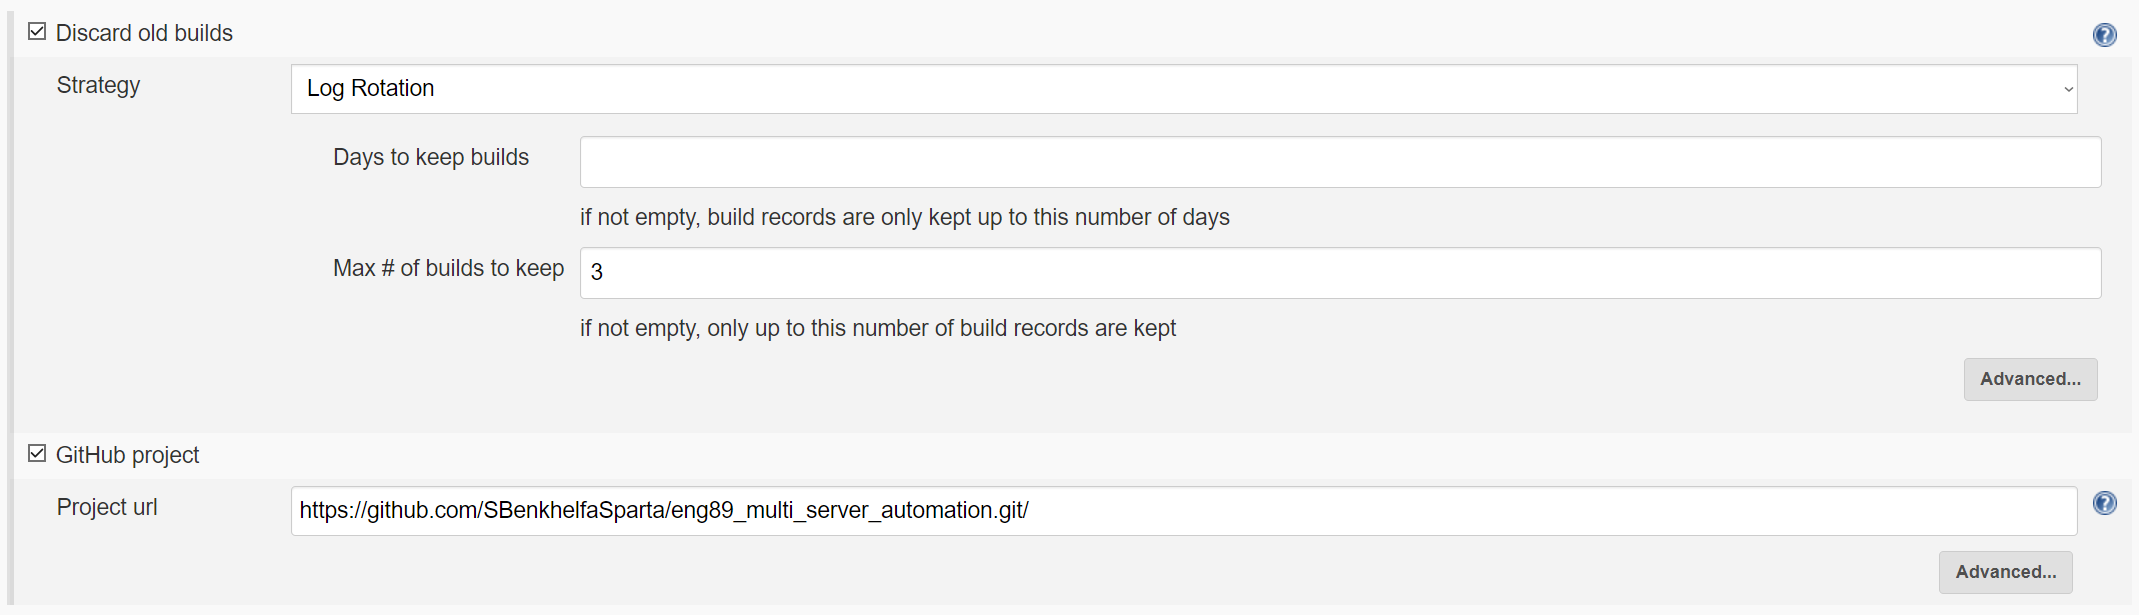 Discard old builds
?
Strategy
Log Rotation
Days to keep builds
if not empty, build records are only kept up to this number of days
Max # of builds to keep
3
if not empty, only up to this number of build records are kept
Advanced...
GitHub project
Project url
https://github.com/SBenkhelfaSparta/eng89_multi_server_automation.git/
?
Advanced...